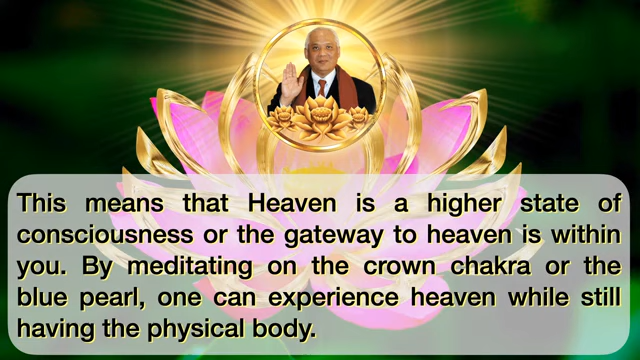 This means that Heaven is a higher state of
consciousness or the gateway to heaven is within
you. By meditating on the crown chakra or the
blue pearl, one can experience heaven while still
having the physical body.